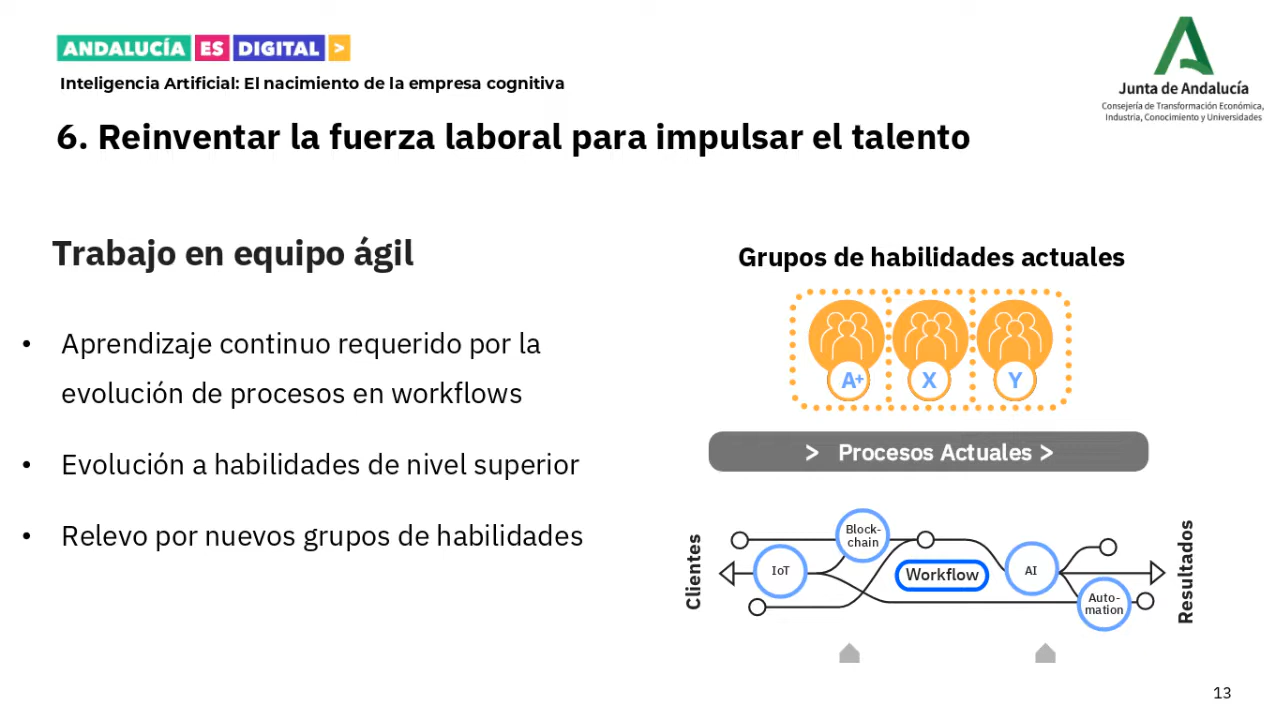 ANDALUCÍA ES DIGITAL >
Inteligencia Artificial: El nacimiento de la empresa cognitiva
Junta de Andalucía
Consejería de Transformación Económica,
Industria, Conocimiento y Universidades
6. Reinventar la fuerza laboral para impulsar el talento
Trabajo en equipo ágil
• Aprendizaje continuo requerido por la
evolución de procesos en workflows
• Evolución a habilidades de nivel superior
• Relevo por nuevos grupos de habilidades
Grupos de habilidades actuales
A+ X Y
> Procesos Actuales >
Clientes
IoT
Block-
chain
Workflow
AI
Auto-
mation
Resultados
13